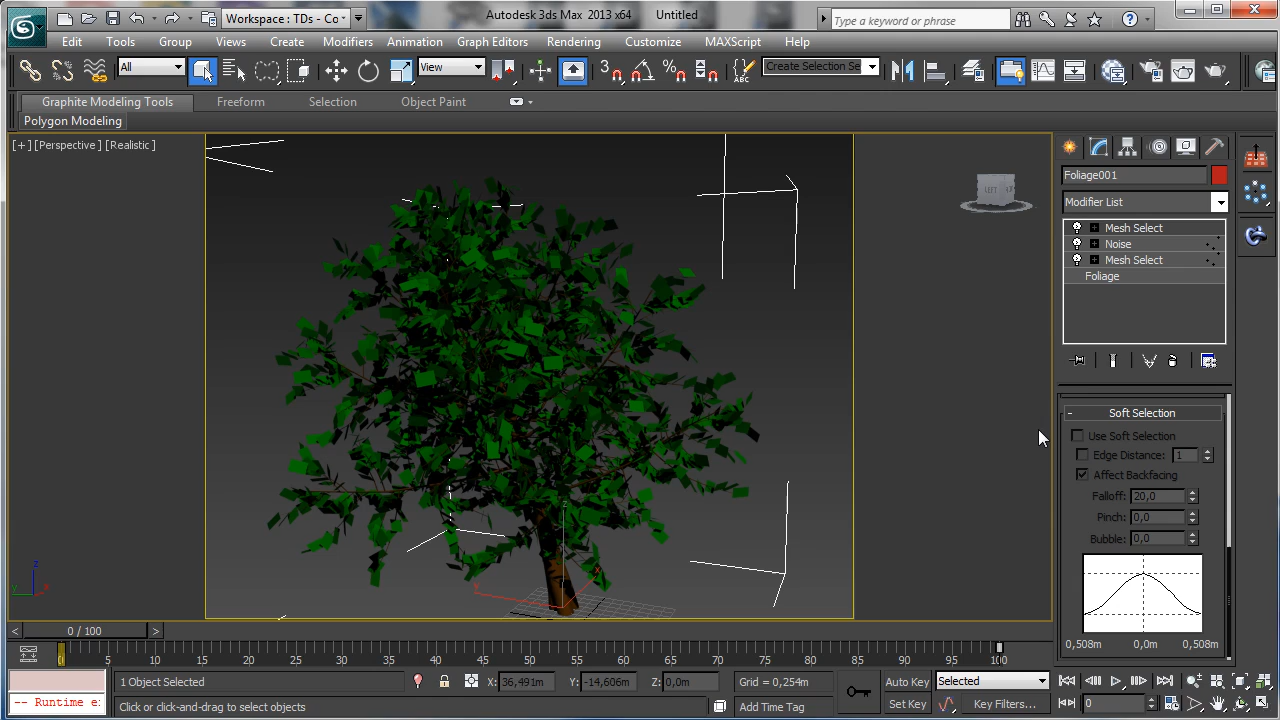 Workspace : TDs - Co
Autodesk 3ds Max 2013 x64 Untitled
Type a keyword or phrase
Edit Tools Group Views Create Modifiers Animation Graph Editors Rendering Customize MAXScript Help
All
View
3
Create Selection Se
Graphite Modeling Tools Freeform Selection Object Paint
Polygon Modeling
[+] [Perspective ] [Realistic ]
Foliage001
Modifier List
Mesh Select
Noise
Mesh Select
Foliage
- Soft Selection
Use Soft Selection
Edge Distance: 1
Affect Backfacing
Falloff: 20,0
Pinch: 0,0
Bubble: 0,0
0,508m 0,0m 0,508m
z
< 0 / 100 >
0 5 10 15 20 25 30 35 40 45 50 55 60 65 70 75 80 85 90 95 100
1 Object Selected X: 36,491m Y: -14,606m Z: 0,0m Grid = 0,254m Auto Key Selected
-- Runtime e: Click or click-and-drag to select objects Add Time Tag Set Key Key Filters... 0